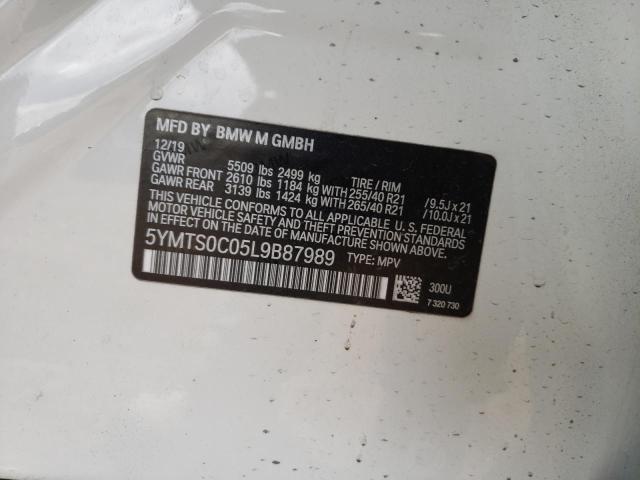 MFD BY BMW M GMBH
12/19
GVWR 5509 lbs 2499 kg TIRE / RIM
GAWR FRONT 2610 lbs 1184 kg WITH 255/40 R21 /9.5J x 21
GAWR REAR 3139 lbs 1424 kg WITH 265/40 R21 /10.0J x 21
THIS VEHICLE CONFORMS TO ALL APPLICABLE U.S. FEDERAL
MOTOR VEHICLE SAFETY, BUMPER, AND THEFT PREVENTION STANDARDS
IN EFFECT ON THE DATE OF MANUFACTURE SHOWN ABOVE.
5YMTS0C05L9B87989 TYPE: MPV
300U
7 320 730